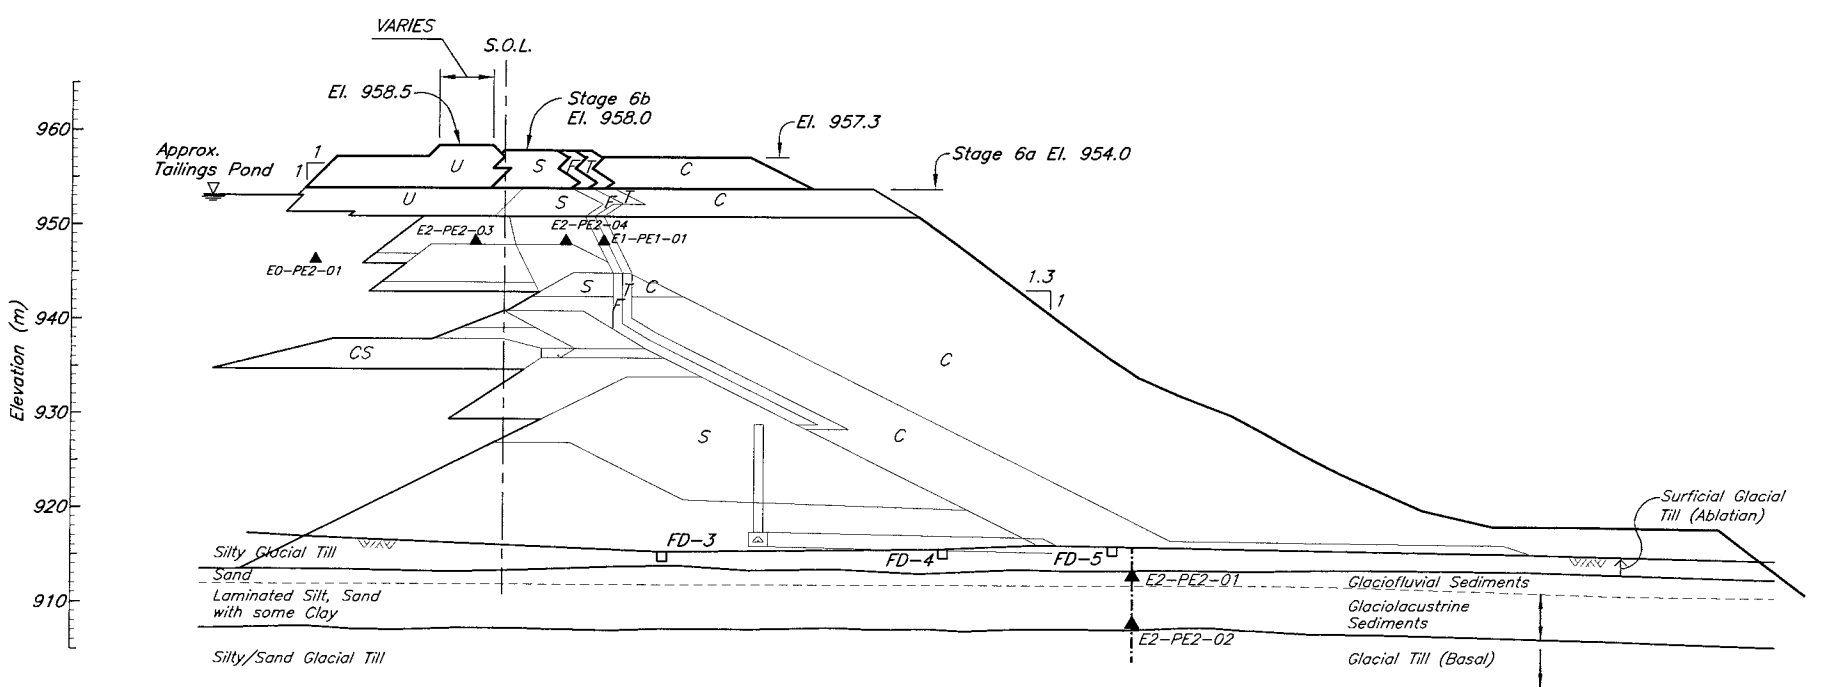 VARIES
S.O.L.
El. 958.5
Stage 6b
El. 958.0
El. 957.3
960
Approx.
Tailings Pond
1
1
U
S
F
T
C
Stage 6a El. 954.0
U
S
F
T
C
950
E2-PE2-03
E2-PE2-04
E1-PE1-01
E0-PE2-01
1.3
1
S
T
C
F
940
Elevation (m)
CS
C
930
S
C
920
Surficial Glacial
Till (Ablatian)
Silty Glacial Till
FD-3
FD-4
FD-5
Sand
E2-PE2-01
Glaciofluvial Sediments
910
Laminated Silt, Sand
with some Clay
Glaciolacustrine
Sediments
E2-PE2-02
Silty/Sand Glacial Till
Glacial Till (Basal)